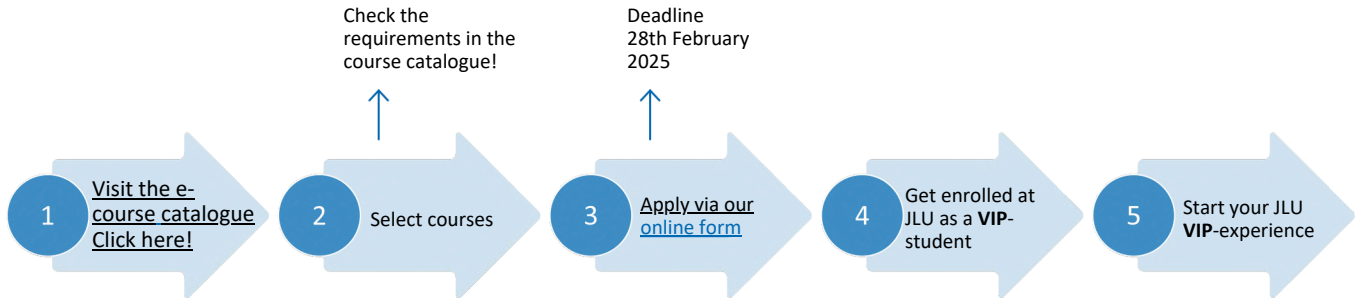 Check the
requirements in the
course catalogue!
Deadline
28th February
2025
1
Visit the e-
course catalogue
Click here!
2
Select courses
3
Apply via our
online form
4
Get enrolled at
JLU as a VIP-
student
5
Start your JLU
VIP-experience